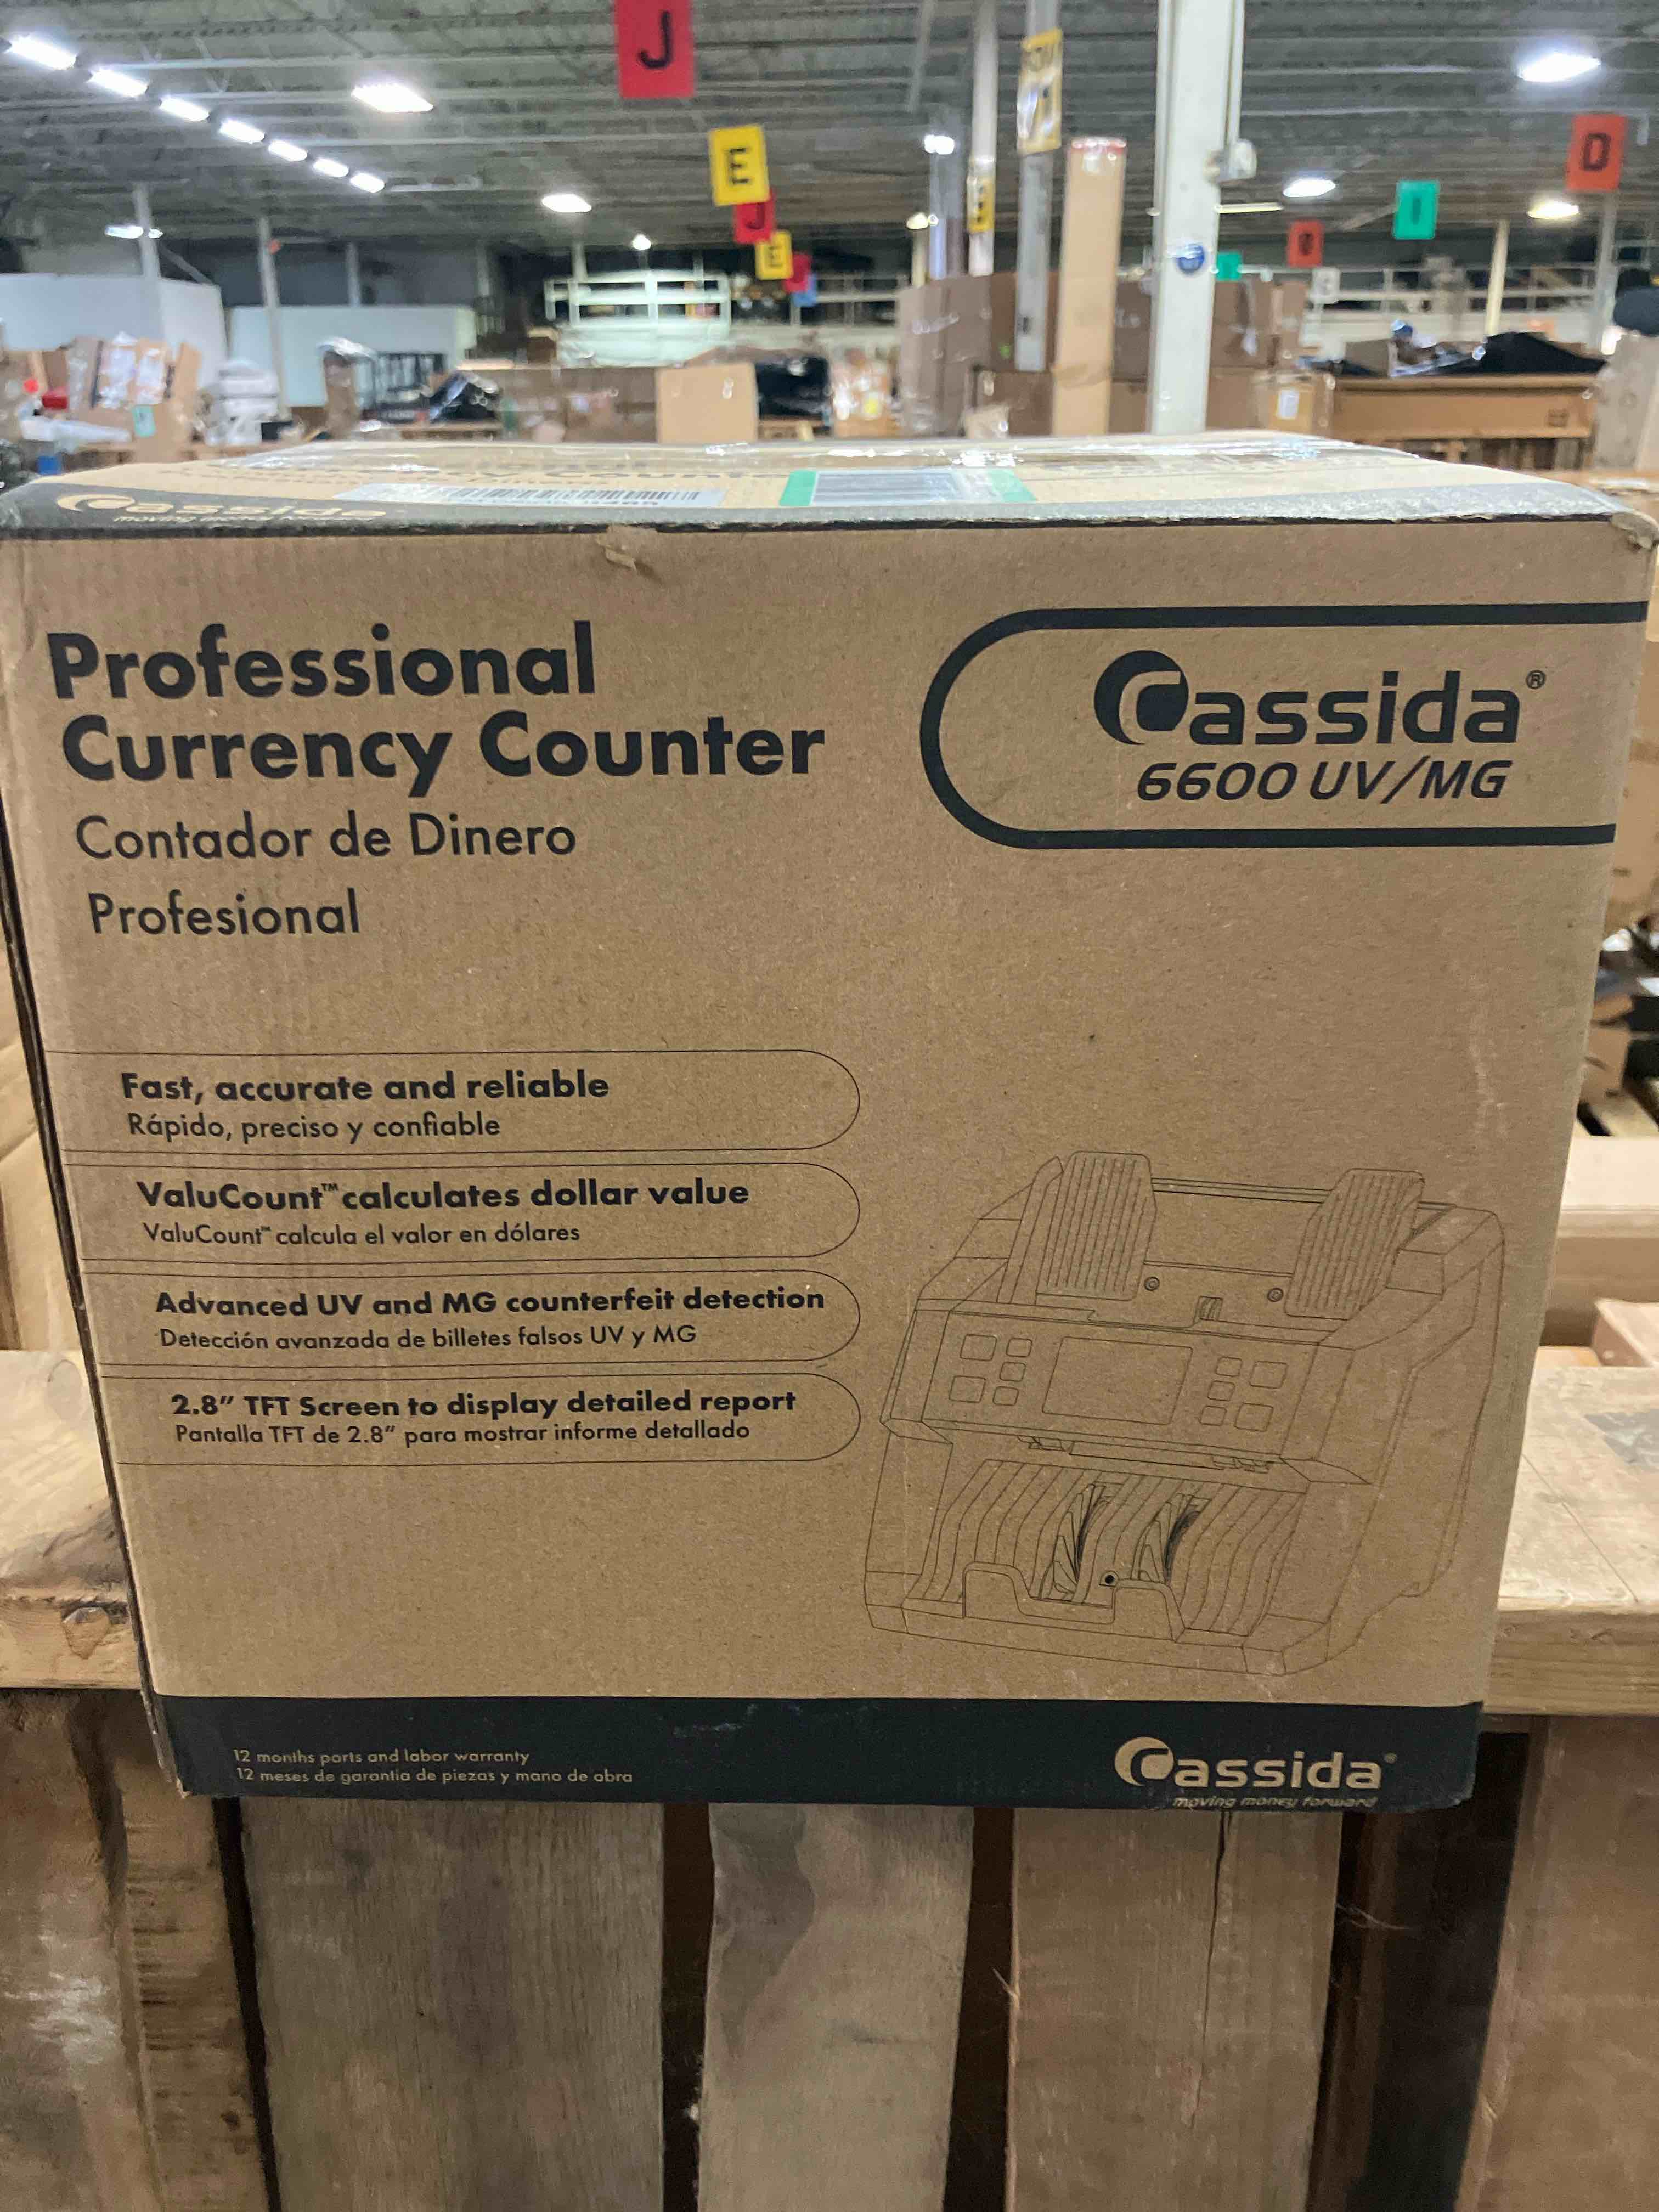 J
E
D
J
E
Cassida
Professional
Currency Counter
Contador de Dinero
Profesional
Cassida®
6600 UV/MG
Fast, accurate and reliable
Rápido, preciso y confiable
ValuCount™ calculates dollar value
ValuCount™ calcula el valor en dólares
Advanced UV and MG counterfeit detection
Detección avanzada de billetes falsos UV y MG
2.8” TFT Screen to display detailed report
Pantalla TFT de 2.8” para mostrar informe detallado
12 months parts and labor warranty
12 meses de garantía de piezas y mano de obra
Cassida®
moving money forward